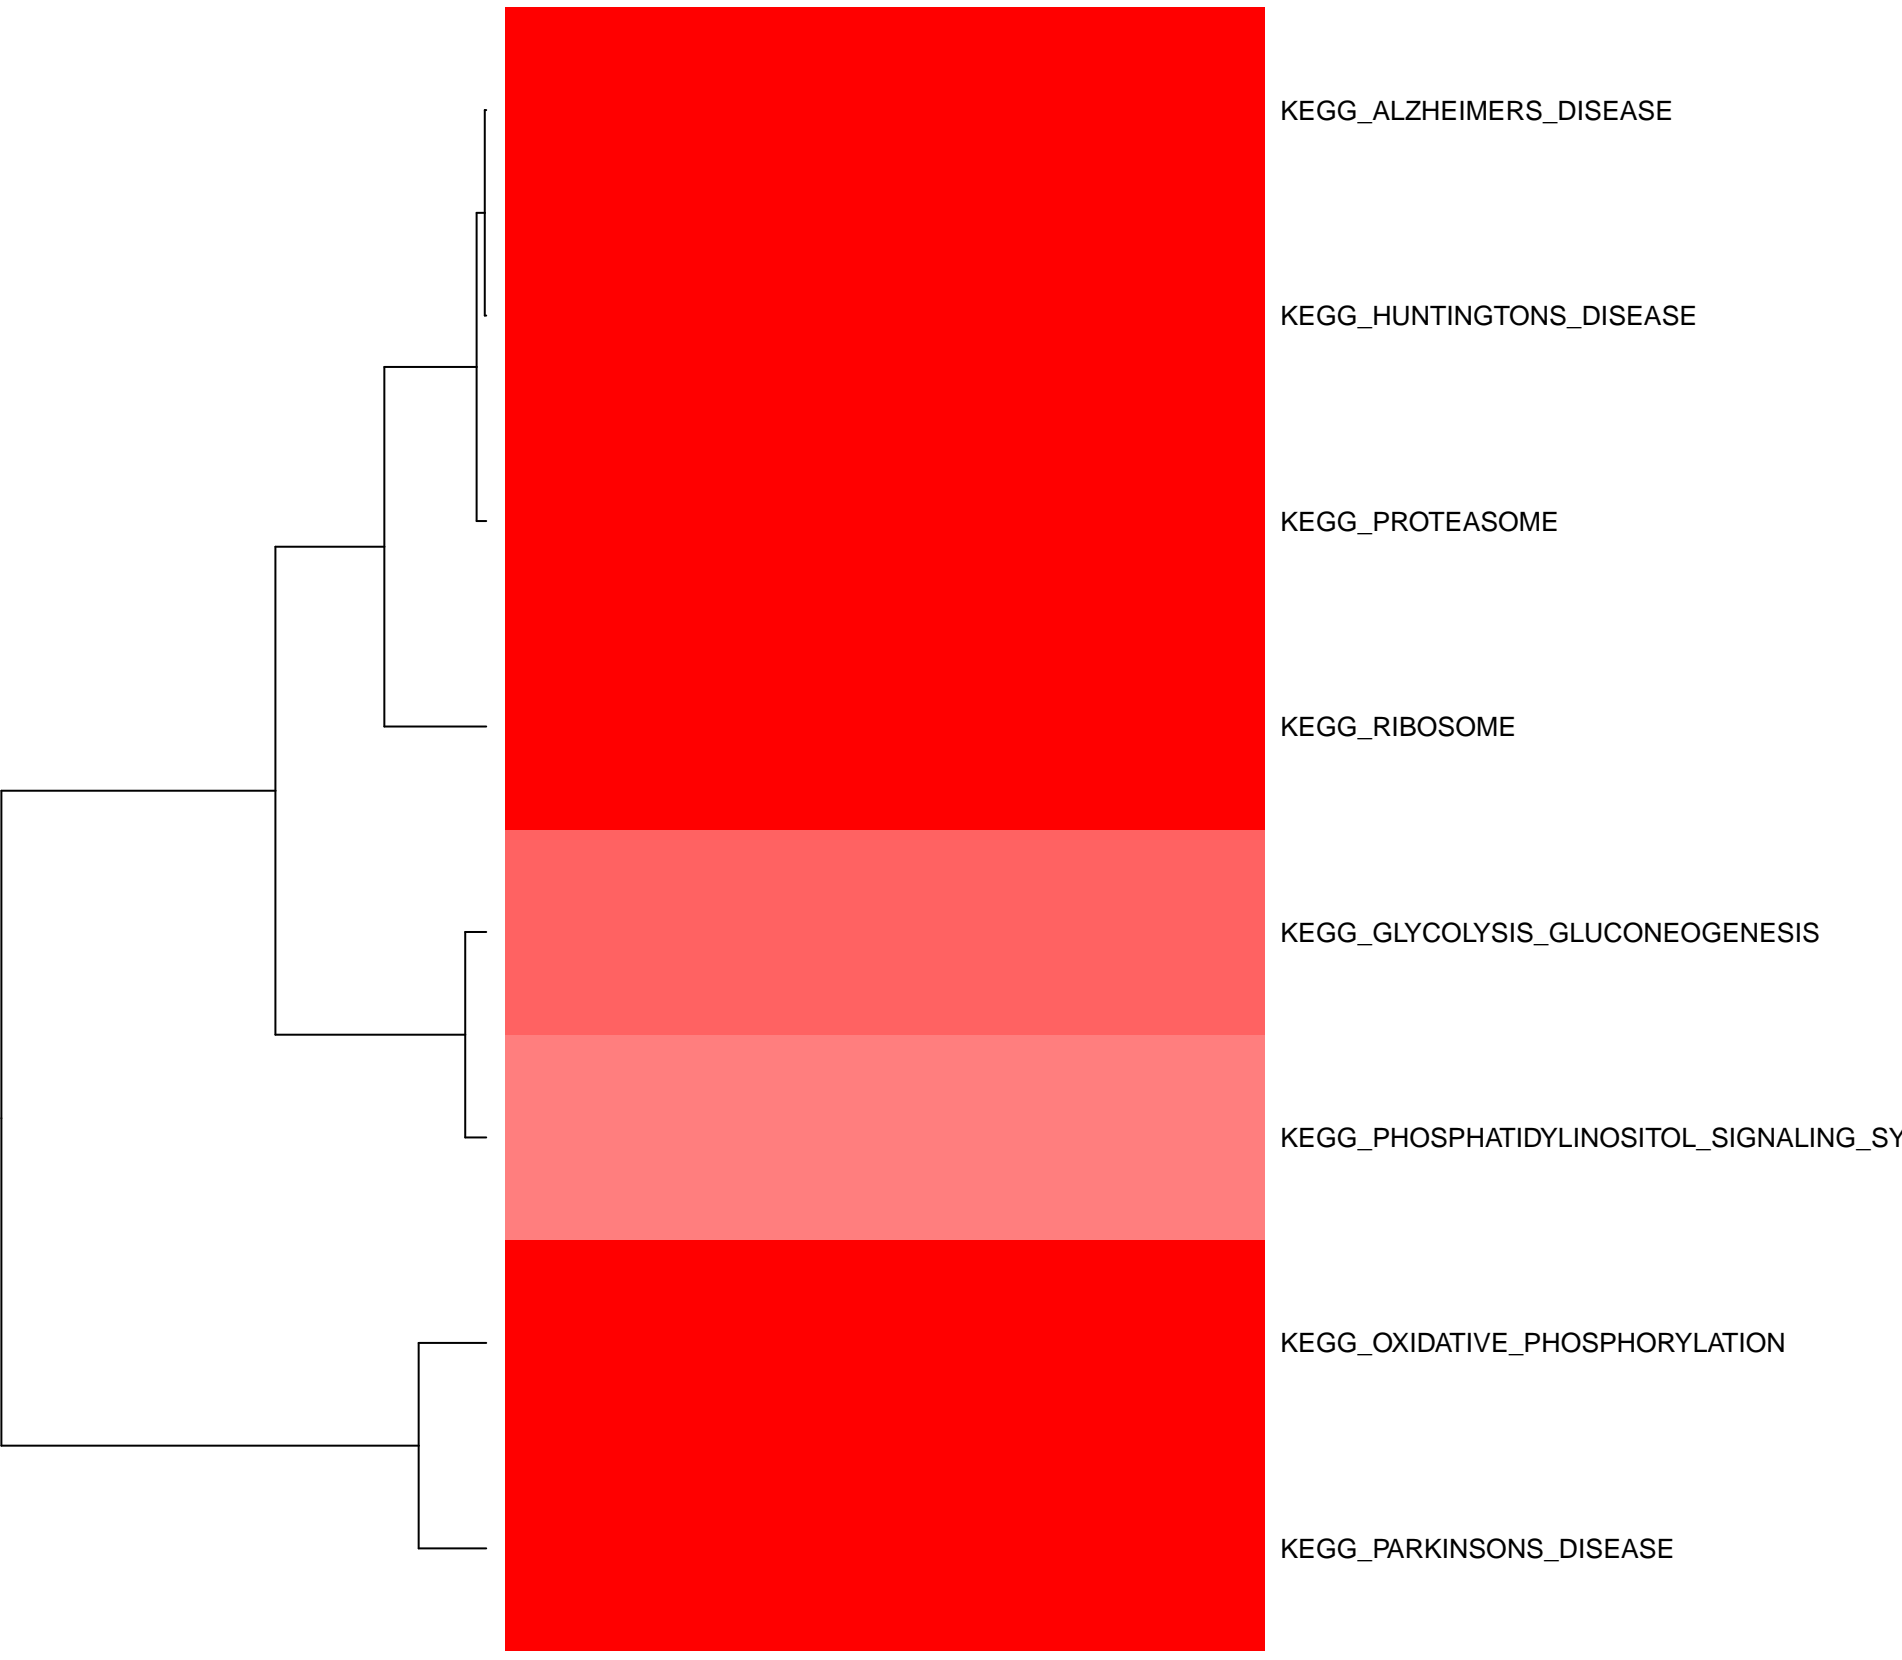 KEGG_ALZHEIMERS_DISEASE
KEGG_HUNTINGTONS_DISEASE
KEGG_PROTEASOME
KEGG_RIBOSOME
KEGG_GLYCOLYSIS_GLUCONEOGENESIS
KEGG_PHOSPHATIDYLINOSITOL_SIGNALING_SY
KEGG_OXIDATIVE_PHOSPHORYLATION
KEGG_PARKINSONS_DISEASE